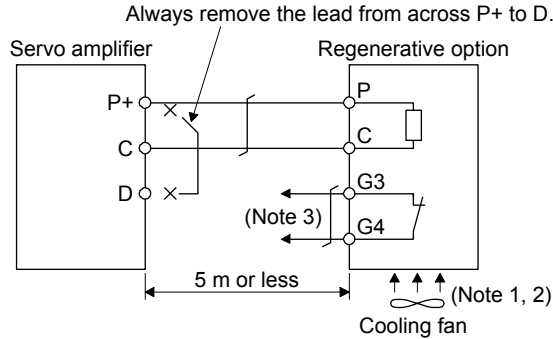 Always remove the lead from across P+ to D.
Servo amplifier
Regenerative option
P+
P
C
C
D
G3
(Note 3)
G4
5 m or less
(Note 1, 2)
Cooling fan